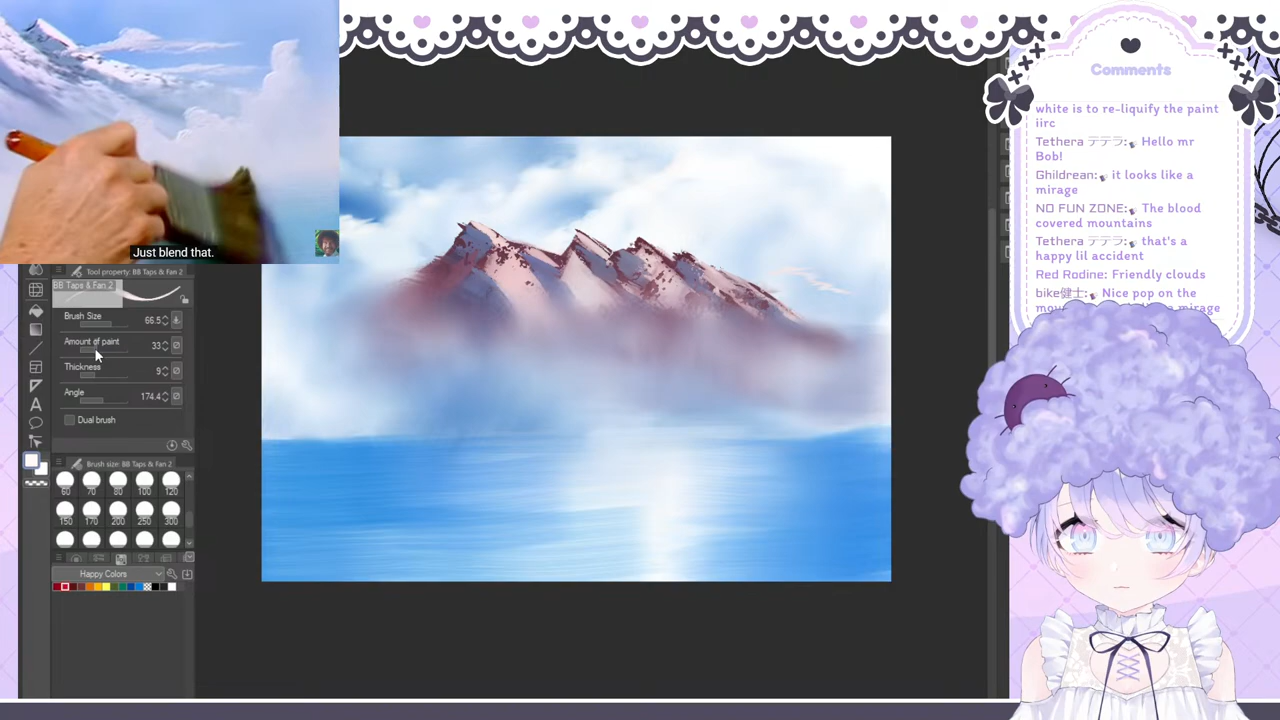 Just blend that.
Tool property: BB Taps & Fan 2
BB Taps & Fan 2
Brush Size
66.5
Amount of paint
33
Thickness
9
Angle
174.4
Dual brush
Brush size: BB Taps & Fan 2
60 70 80 100 120
150 170 200 250 300
Happy Colors
Comments
white is to re-liquify the paint
iirc
Tethera テテラ: Hello mr
Bob!
Ghildrean: it looks like a
mirage
NO FUN ZONE: The blood
covered mountains
Tethera テテラ: that's a
happy lil accident
Red Rodine: Friendly clouds
bike健士: Nice pop on the
mirage